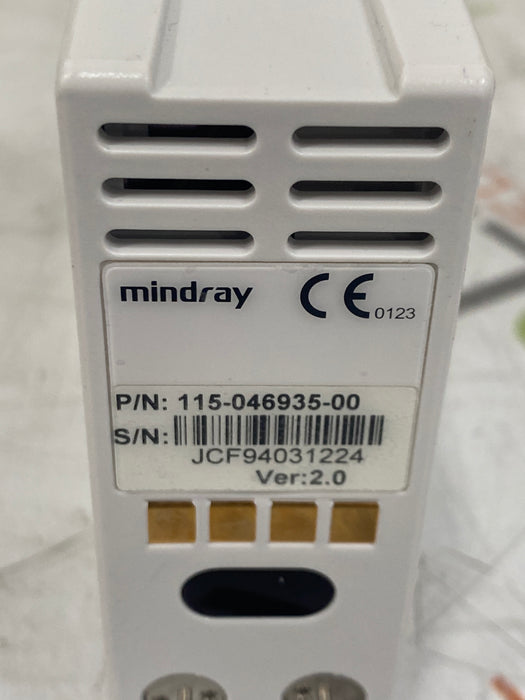 mindray CE 0123
P/N: 115-046935-00
S/N:
JCF94031224
Ver:2.0